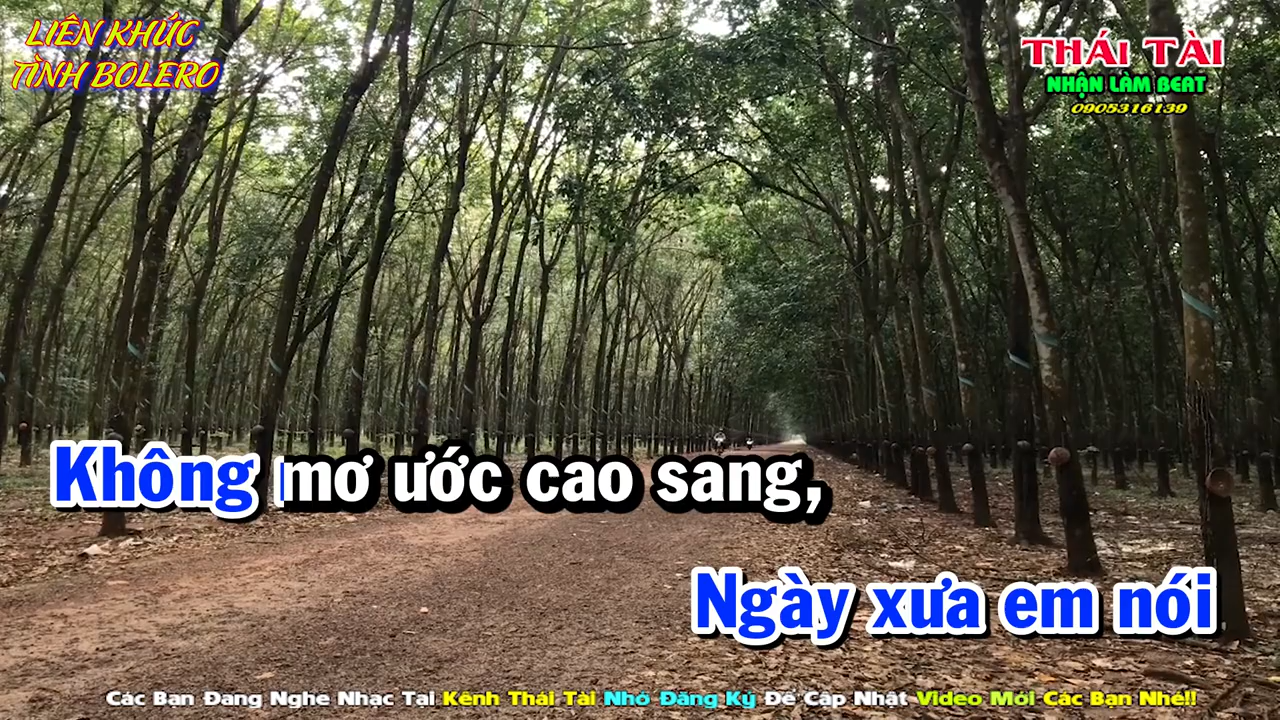 LIÊN KHÚC
TÌNH BOLERO
THÁI TÀI
NHẬN LÀM BEAT
0905316139
Không mơ ước cao sang,
Ngày xưa em nói
Các Bạn Đang Nghe Nhạc Tại Kênh Thái Tài Nhớ Đăng Ký Để Cập Nhật Video Mới Các Bạn Nhé!!